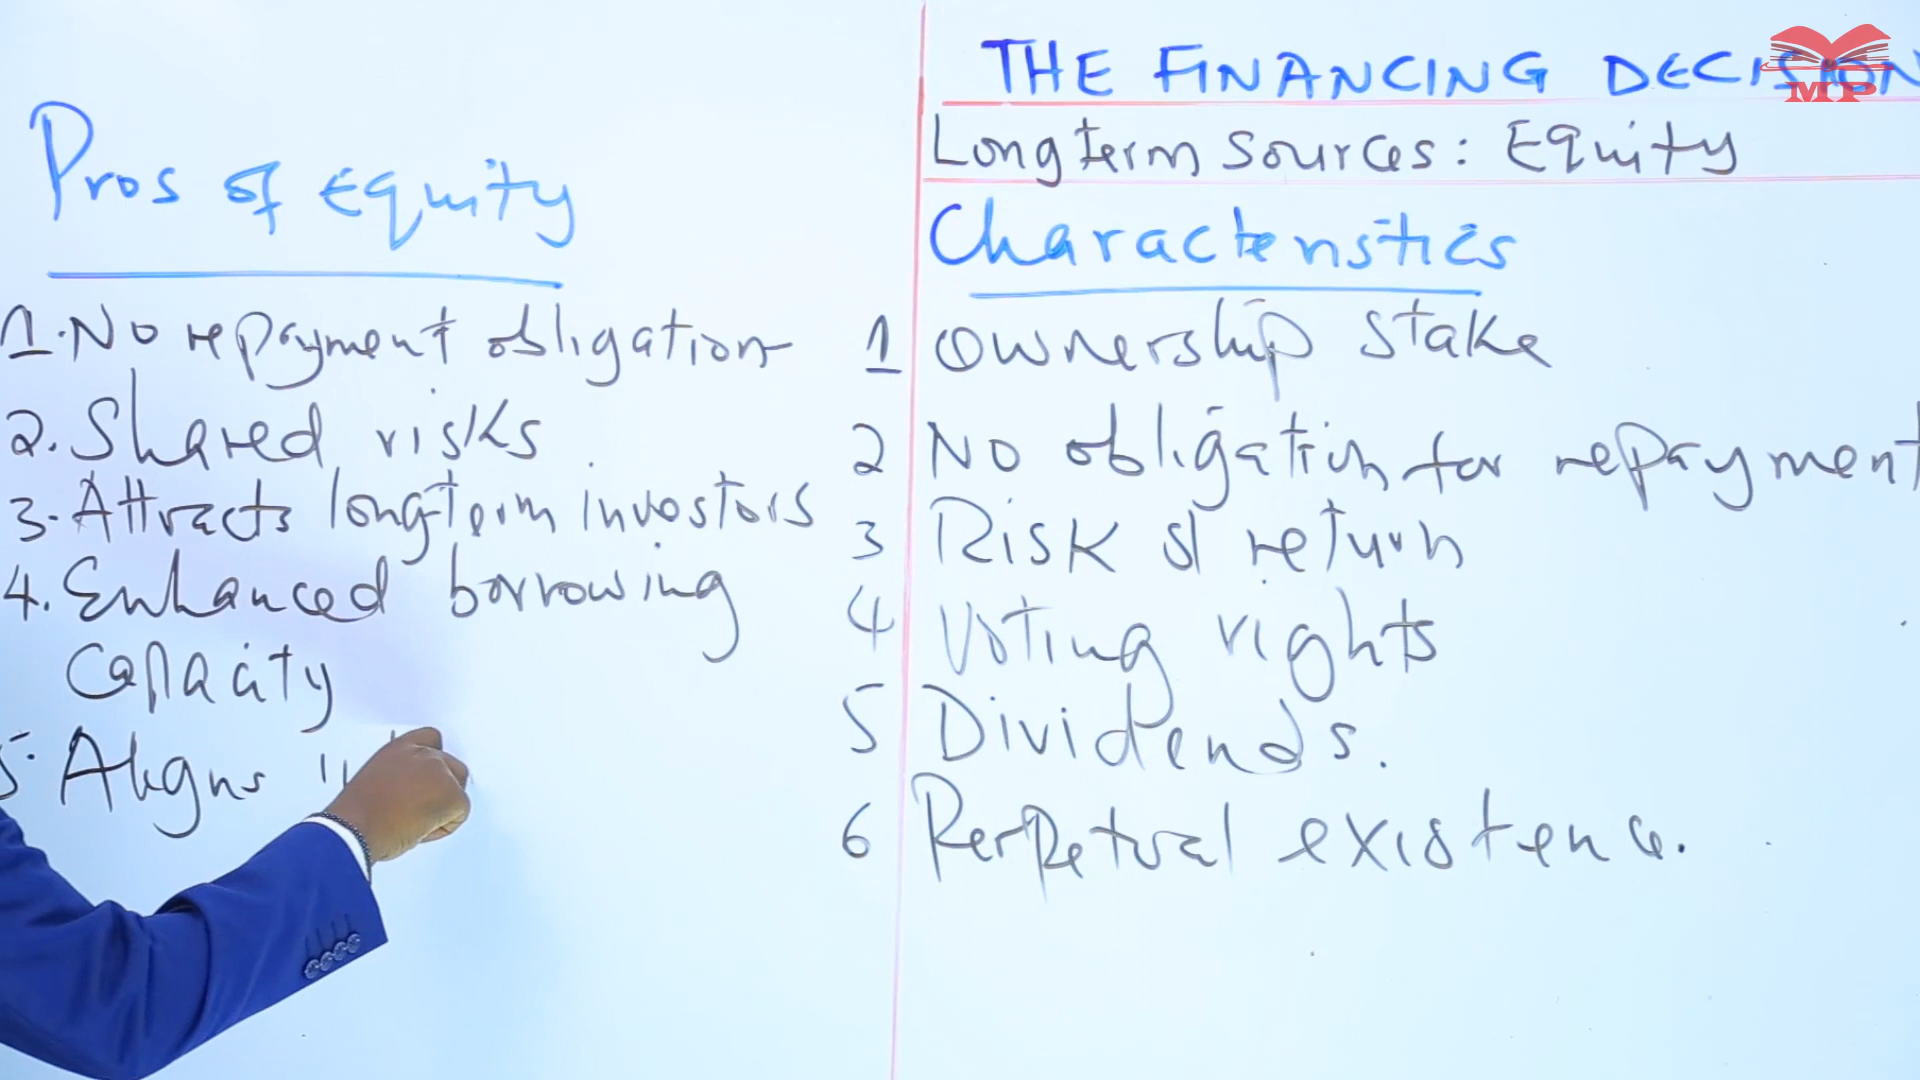 THE FINANCING DECISION
MP
Long term sources: Equity
Characteristics
1 Ownership stake
2 No obligation for repayment
3 Risk & return
4 Voting rights
5 Dividends.
6 Perpetual existence.
Pros of Equity
1. No repayment obligation
2. Shared risks
3. Attracts long-term investors
4. Enhanced borrowing
capacity
5. Aligns